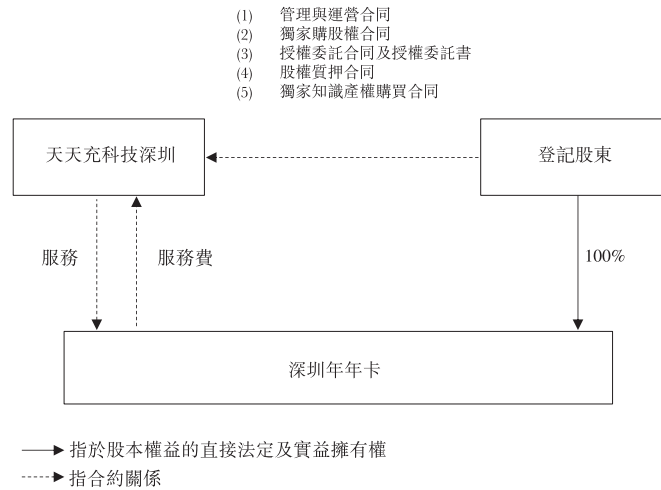 (1) 管理與運營合同
(2) 獨家購股權合同
(3) 授權委託合同及授權委託書
(4) 股權質押合同
(5) 獨家知識產權購買合同
天天充科技深圳
登記股東
服務
服務費
100%
深圳年年卡
指於股本權益的直接法定及實益擁有權
指合約關係